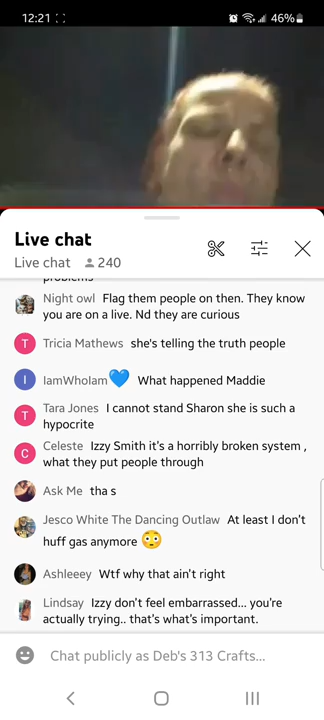 12:21
46%
Live chat
Live chat 240
problems
Night owl Flag them people on then. They know
you are on a live. Nd they are curious
T Tricia Mathews she's telling the truth people
I IamWhoIam💙 What happened Maddie
T Tara Jones I cannot stand Sharon she is such a
hypocrite
C Celeste Izzy Smith it's a horribly broken system ,
what they put people through
Ask Me tha s
Jesco White The Dancing Outlaw At least I don't
huff gas anymore 😳
Ashleeey Wtf why that ain't right
Lindsay Izzy don't feel embarrassed... you're
actually trying.. that's what's important.
Chat publicly as Deb's 313 Crafts...